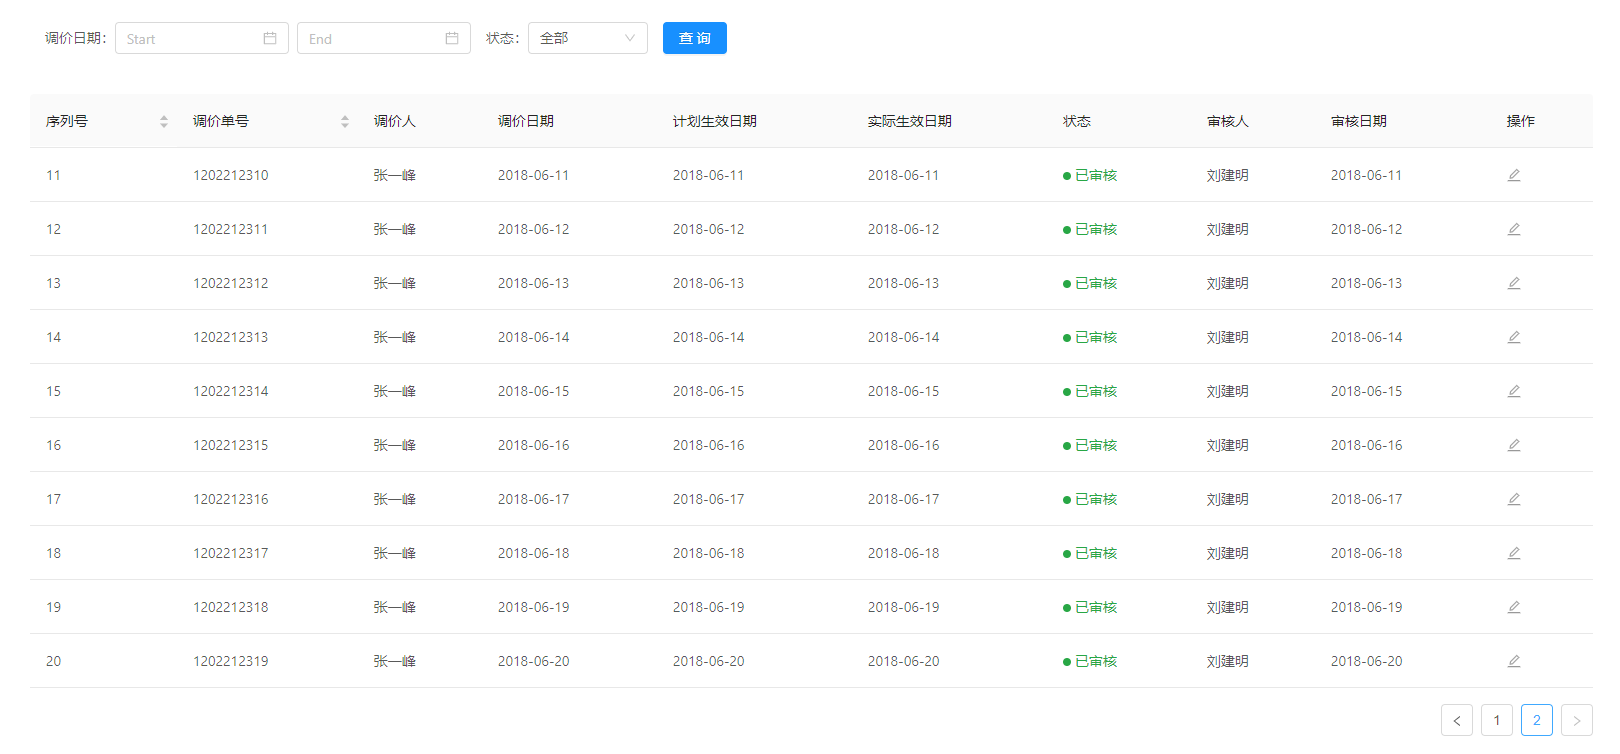 调价日期： Start End 状态： 全部 查 询
序列号 调价单号 调价人 调价日期 计划生效日期 实际生效日期 状态 审核人 审核日期 操作
11 1202212310 张一峰 2018-06-11 2018-06-11 2018-06-11 已审核 刘建明 2018-06-11
12 1202212311 张一峰 2018-06-12 2018-06-12 2018-06-12 已审核 刘建明 2018-06-12
13 1202212312 张一峰 2018-06-13 2018-06-13 2018-06-13 已审核 刘建明 2018-06-13
14 1202212313 张一峰 2018-06-14 2018-06-14 2018-06-14 已审核 刘建明 2018-06-14
15 1202212314 张一峰 2018-06-15 2018-06-15 2018-06-15 已审核 刘建明 2018-06-15
16 1202212315 张一峰 2018-06-16 2018-06-16 2018-06-16 已审核 刘建明 2018-06-16
17 1202212316 张一峰 2018-06-17 2018-06-17 2018-06-17 已审核 刘建明 2018-06-17
18 1202212317 张一峰 2018-06-18 2018-06-18 2018-06-18 已审核 刘建明 2018-06-18
19 1202212318 张一峰 2018-06-19 2018-06-19 2018-06-19 已审核 刘建明 2018-06-19
20 1202212319 张一峰 2018-06-20 2018-06-20 2018-06-20 已审核 刘建明 2018-06-20
< 1 2 >